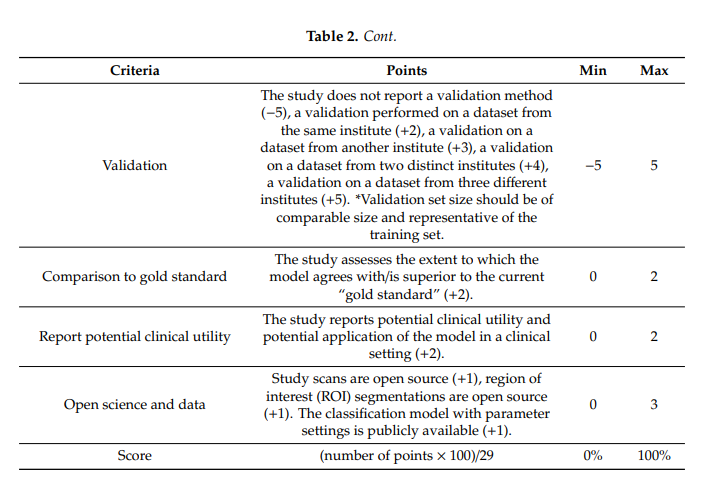 Table 2. Cont.
Criteria Points Min Max
The study does not report a validation method
(−5), a validation performed on a dataset from
the same institute (+2), a validation on a
dataset from another institute (+3), a validation
Validation on a dataset from two distinct institutes (+4), −5 5
a validation on a dataset from three different
institutes (+5). *Validation set size should be of
comparable size and representative of the
training set.
The study assesses the extent to which the
Comparison to gold standard model agrees with/is superior to the current 0 2
“gold standard” (+2).
The study reports potential clinical utility and
Report potential clinical utility potential application of the model in a clinical 0 2
setting (+2).
Study scans are open source (+1), region of
interest (ROI) segmentations are open source
Open science and data (+1). The classification model with parameter 0 3
settings is publicly available (+1).
Score (number of points × 100)/29 0% 100%